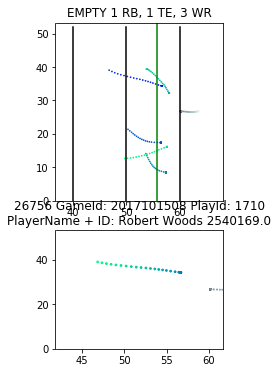 EMPTY 1 RB, 1 TE, 3 WR
50
40
30
20
10
0
40 50 60
26756 GameId: 2017101508 PlayId: 1710
PlayerName + ID: Robert Woods 2540169.0
40
20
0
45 50 55 60